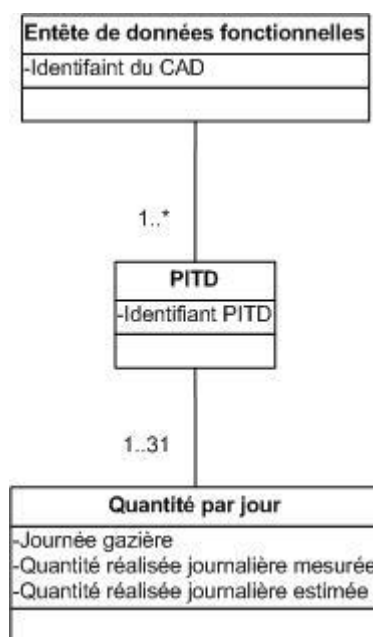 Entête de données fonctionnelles
-Identifaint du CAD
1..*
PITD
-Identifiant PITD
1..31
Quantité par jour
-Journée gazière
-Quantité réalisée journalière mesurée
-Quantité réalisée journalière estimée